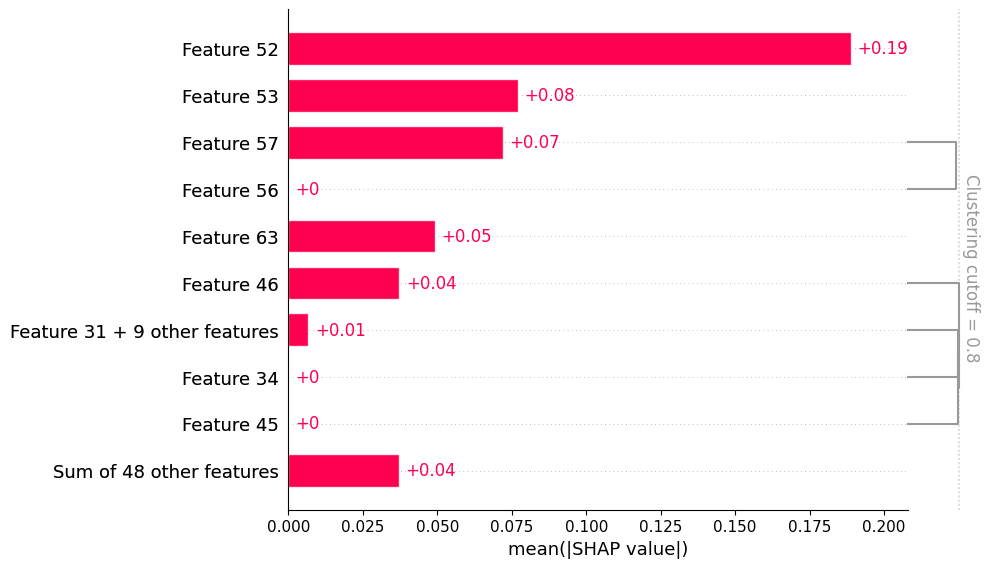 Feature 52
+0.19
Feature 53
+0.08
Feature 57
+0.07
Feature 56
+0
Feature 63
+0.05
Feature 46
+0.04
Feature 31 + 9 other features
+0.01
Feature 34
+0
Feature 45
+0
Sum of 48 other features
+0.04
Clustering cutoff = 0.8
0.000 0.025 0.050 0.075 0.100 0.125 0.150 0.175 0.200
mean(|SHAP value|)